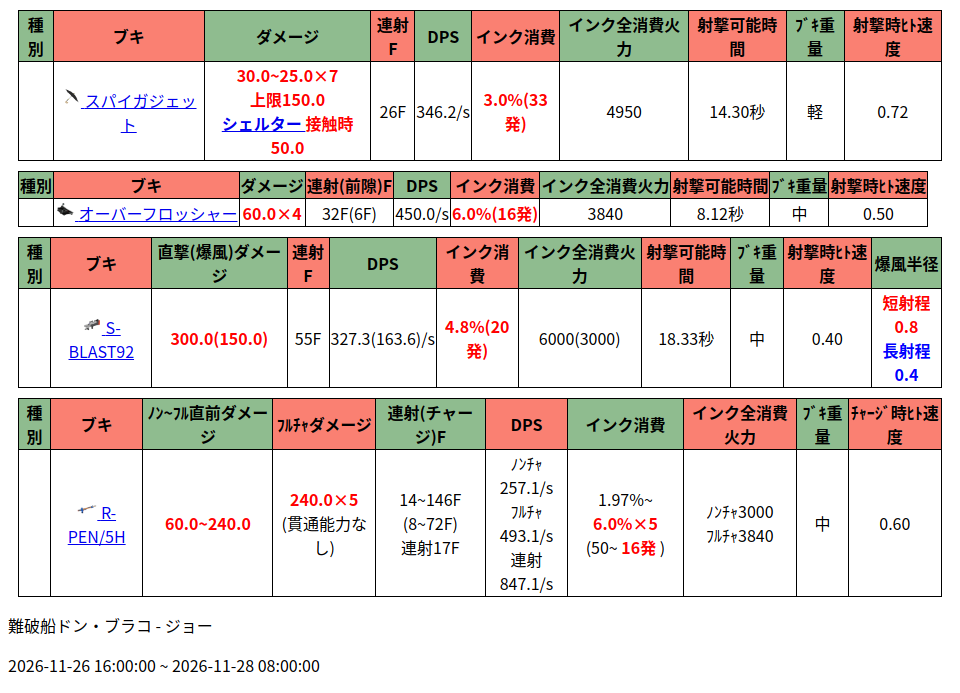 種別 ブキ ダメージ 連射F DPS インク消費 インク全消費火力 射撃可能時間 ﾌﾞｷ重量 射撃時ﾋﾄ速度
スパイガジェット 30.0~25.0×7 上限150.0 シェルター接触時50.0 26F 346.2/s 3.0%(33発) 4950 14.30秒 軽 0.72
種別 ブキ ダメージ 連射(前隙)F DPS インク消費 インク全消費火力 射撃可能時間 ﾌﾞｷ重量 射撃時ﾋﾄ速度
オーバーフロッシャー 60.0×4 32F(6F) 450.0/s 6.0%(16発) 3840 8.12秒 中 0.50
種別 ブキ 直撃(爆風)ダメージ 連射F DPS インク消費 インク全消費火力 射撃可能時間 ﾌﾞｷ重量 射撃時ﾋﾄ速度 爆風半径
S-BLAST92 300.0(150.0) 55F 327.3(163.6)/s 4.8%(20発) 6000(3000) 18.33秒 中 0.40 短射程0.8 長射程0.4
種別 ブキ ﾉﾝ~ﾌﾙ直前ダメージ ﾌﾙﾁｬダメージ 連射(チャージ)F DPS インク消費 インク全消費火力 ﾌﾞｷ重量 ﾁｬｰｼﾞ時ﾋﾄ速度
R-PEN/5H 60.0~240.0 240.0×5 (貫通能力なし) 14~146F (8~72F) 連射17F ﾉﾝﾁｬ 257.1/s ﾌﾙﾁｬ 493.1/s 連射 847.1/s 1.97%~ 6.0%×5 (50~ 16発 ) ﾉﾝﾁｬ3000 ﾌﾙﾁｬ3840 中 0.60
難破船ドン・ブラコ - ジョー
2026-11-26 16:00:00 ~ 2026-11-28 08:00:00